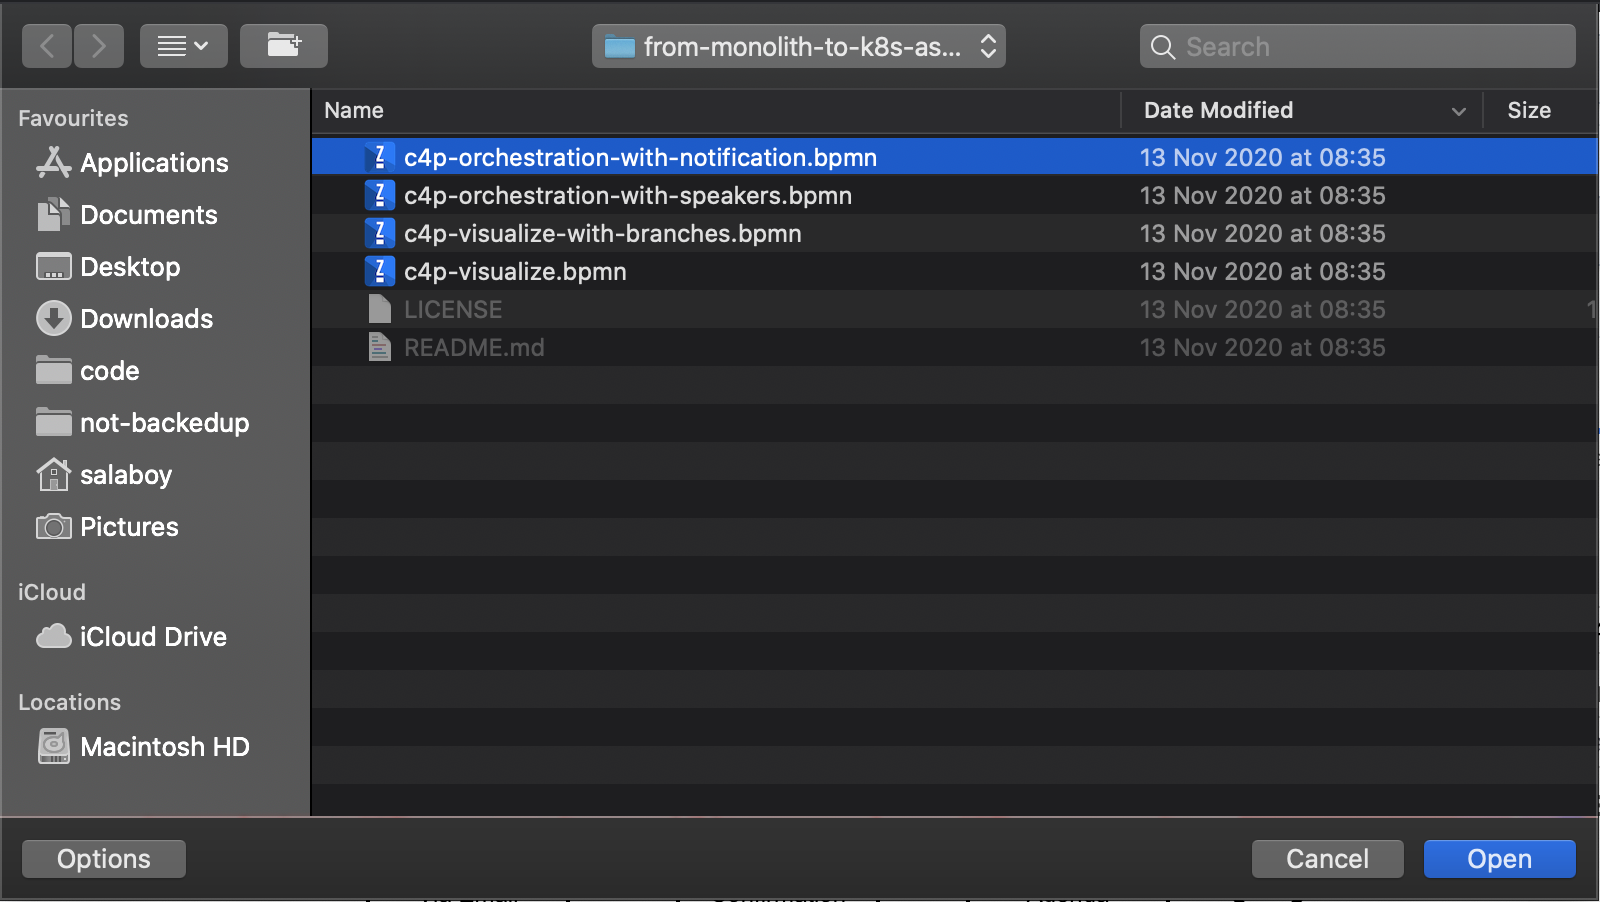 from-monolith-to-k8s-as...
Search
Favourites
Applications
Documents
Desktop
Downloads
code
not-backedup
salaboy
Pictures
iCloud
iCloud Drive
Locations
Macintosh HD
Name Date Modified Size
c4p-orchestration-with-notification.bpmn 13 Nov 2020 at 08:35
c4p-orchestration-with-speakers.bpmn 13 Nov 2020 at 08:35
c4p-visualize-with-branches.bpmn 13 Nov 2020 at 08:35
c4p-visualize.bpmn 13 Nov 2020 at 08:35
LICENSE 13 Nov 2020 at 08:35 1
README.md 13 Nov 2020 at 08:35
Options Cancel Open